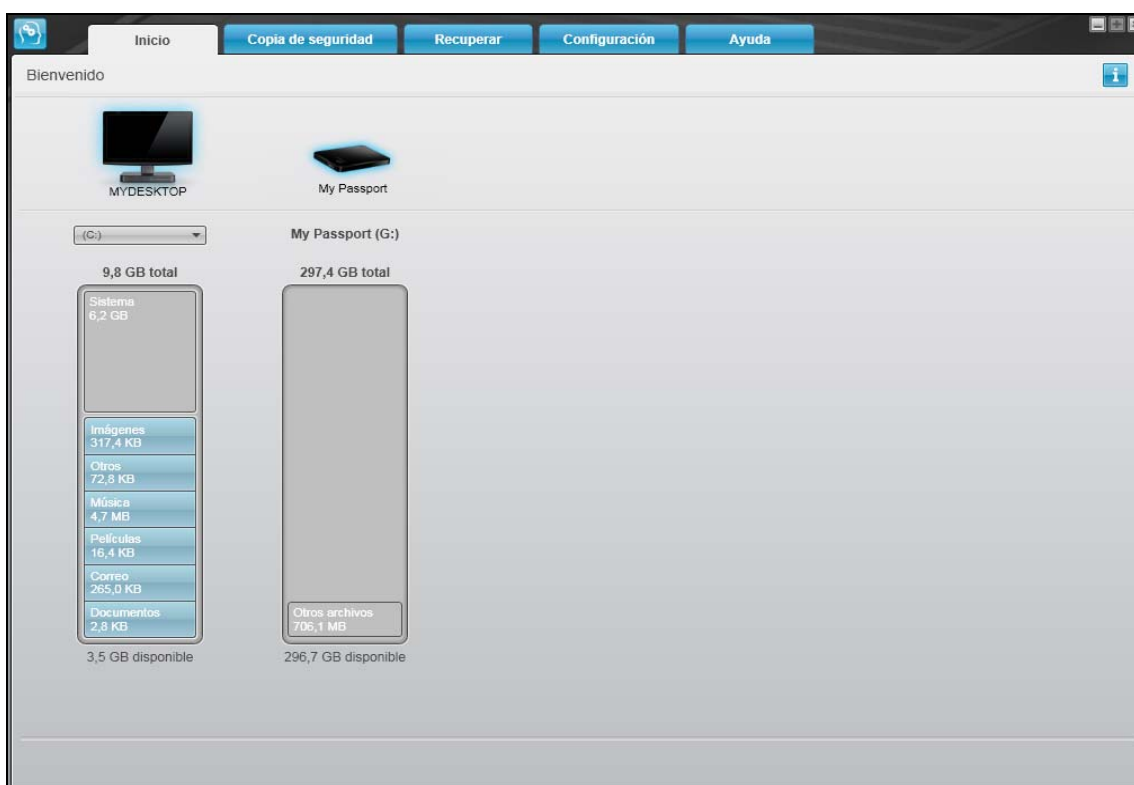 Inicio
Copia de seguridad
Recuperar
Configuración
Ayuda
Bienvenido
i
MYDESKTOP
My Passport
(C:)
My Passport (G:)
9,8 GB total
297,4 GB total
Sistema
6,2 GB
Imágenes
317,4 KB
Otros
72,8 KB
Música
4,7 MB
Películas
16,4 KB
Correo
265,0 KB
Documentos
2,8 KB
Otros archivos
706,1 MB
3,5 GB disponible
296,7 GB disponible